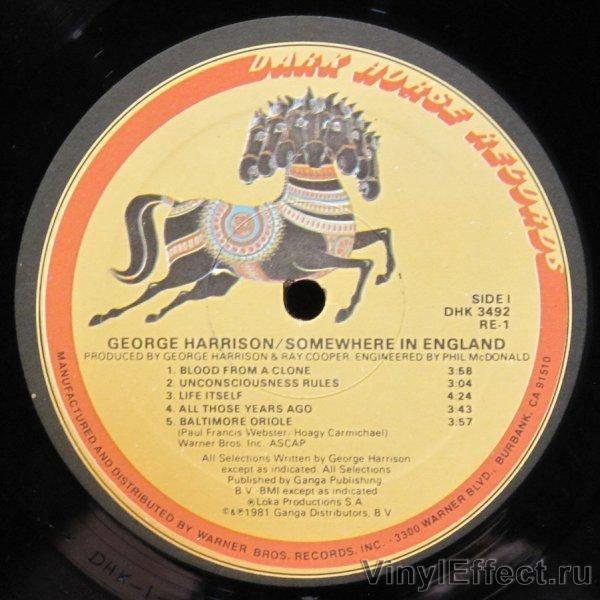 DARK HORSE RECORDS
SIDE I
DHK 3492
RE-1
GEORGE HARRISON/SOMEWHERE IN ENGLAND
PRODUCED BY GEORGE HARRISON & RAY COOPER. ENGINEERED BY PHIL McDONALD
1. BLOOD FROM A CLONE 3:58
2. UNCONSCIOUSNESS RULES 3:04
3. LIFE ITSELF 4:24
4. ALL THOSE YEARS AGO 3:43
5. BALTIMORE ORIOLE 3:57
(Paul Francis Webster/Hoagy Carmichael)
Warner Bros. Inc. ASCAP
All Selections Written by George Harrison
except as indicated. All Selections
Published by Ganga Publishing,
B.V.-BMI except as indicated
℗Loka Productions S.A.
©&℗1981 Ganga Distributors, B.V
MANUFACTURED AND DISTRIBUTED BY WARNER BROS. RECORDS, INC. · 3300 WARNER BLVD., BURBANK, CA 91510
DHK-1-
VinylEffect.ru